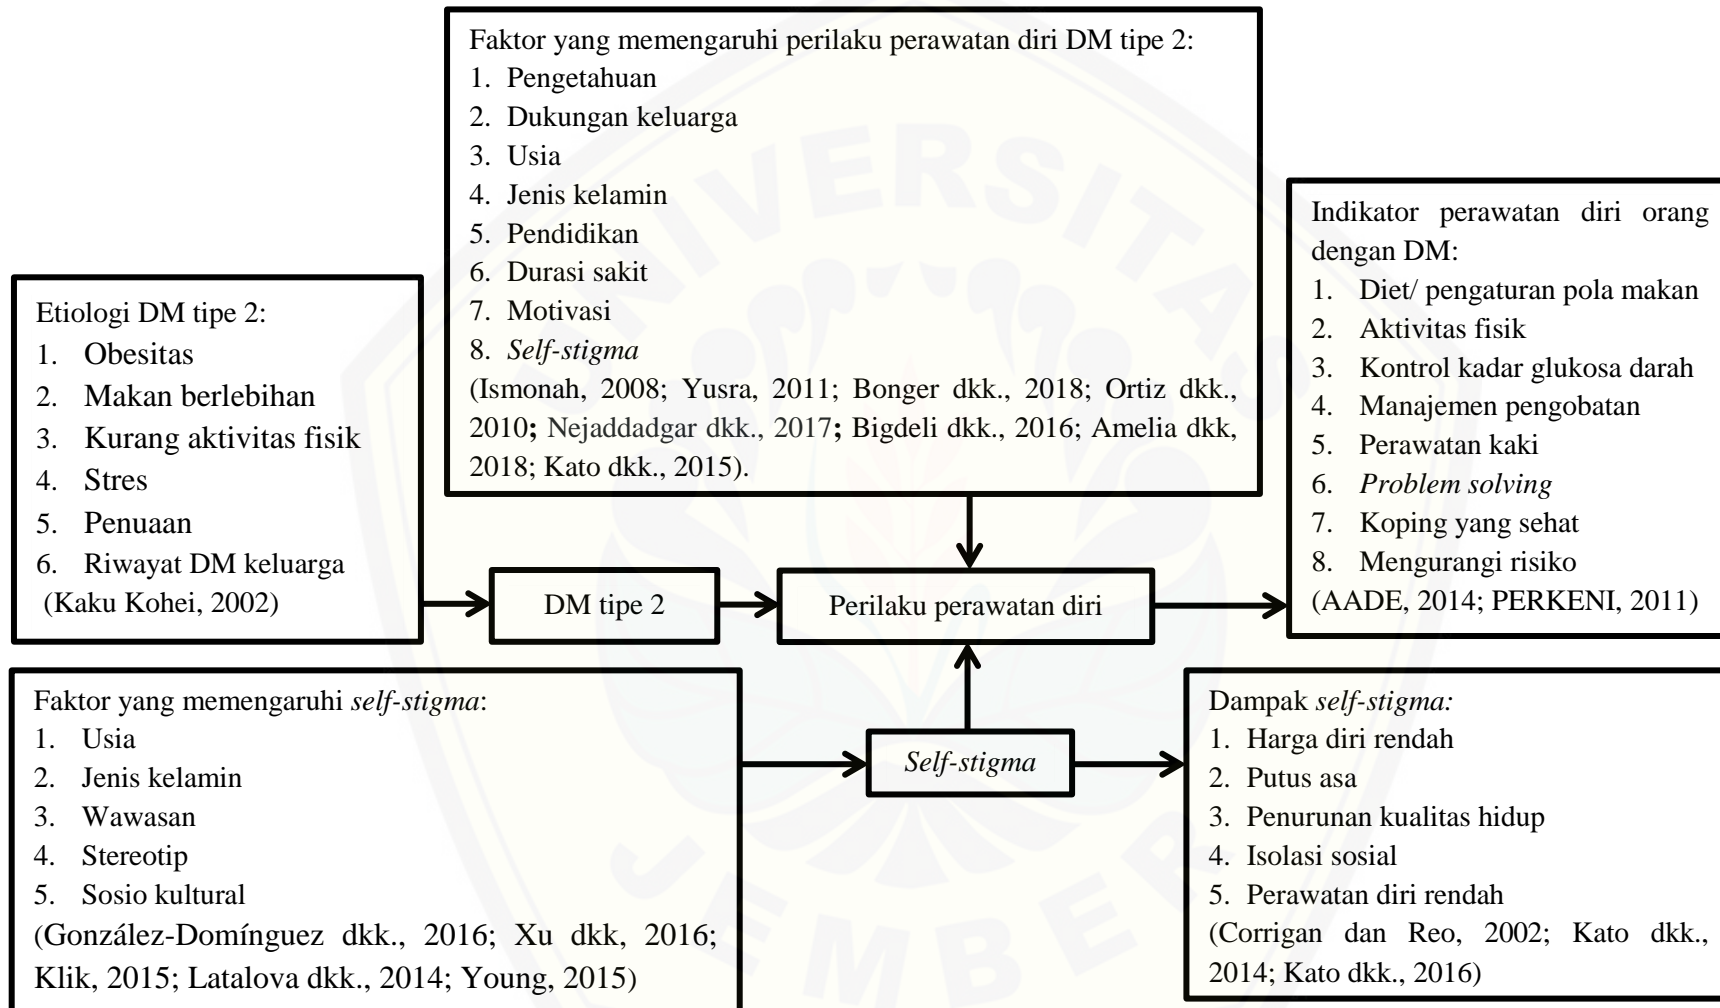 Faktor yang memengaruhi perilaku perawatan diri DM tipe 2:
1. Pengetahuan
2. Dukungan keluarga
3. Usia
4. Jenis kelamin
5. Pendidikan
6. Durasi sakit
7. Motivasi
8. Self-stigma
(Ismonah, 2008; Yusra, 2011; Bonger dkk., 2018; Ortiz dkk.,
2010; Nejaddadgar dkk., 2017; Bigdeli dkk., 2016; Amelia dkk,
2018; Kato dkk., 2015).
Indikator perawatan diri orang
dengan DM:
1. Diet/ pengaturan pola makan
2. Aktivitas fisik
3. Kontrol kadar glukosa darah
4. Manajemen pengobatan
5. Perawatan kaki
6. Problem solving
7. Koping yang sehat
8. Mengurangi risiko
(AADE, 2014; PERKENI, 2011)
Etiologi DM tipe 2:
1. Obesitas
2. Makan berlebihan
3. Kurang aktivitas fisik
4. Stres
5. Penuaan
6. Riwayat DM keluarga
(Kaku Kohei, 2002)
DM tipe 2
Perilaku perawatan diri
Faktor yang memengaruhi self-stigma:
1. Usia
2. Jenis kelamin
3. Wawasan
4. Stereotip
5. Sosio kultural
(González-Domínguez dkk., 2016; Xu dkk, 2016;
Klik, 2015; Latalova dkk., 2014; Young, 2015)
Self-stigma
Dampak self-stigma:
1. Harga diri rendah
2. Putus asa
3. Penurunan kualitas hidup
4. Isolasi sosial
5. Perawatan diri rendah
(Corrigan dan Reo, 2002; Kato dkk.,
2014; Kato dkk., 2016)
UNIVERSITAS
JEMBER